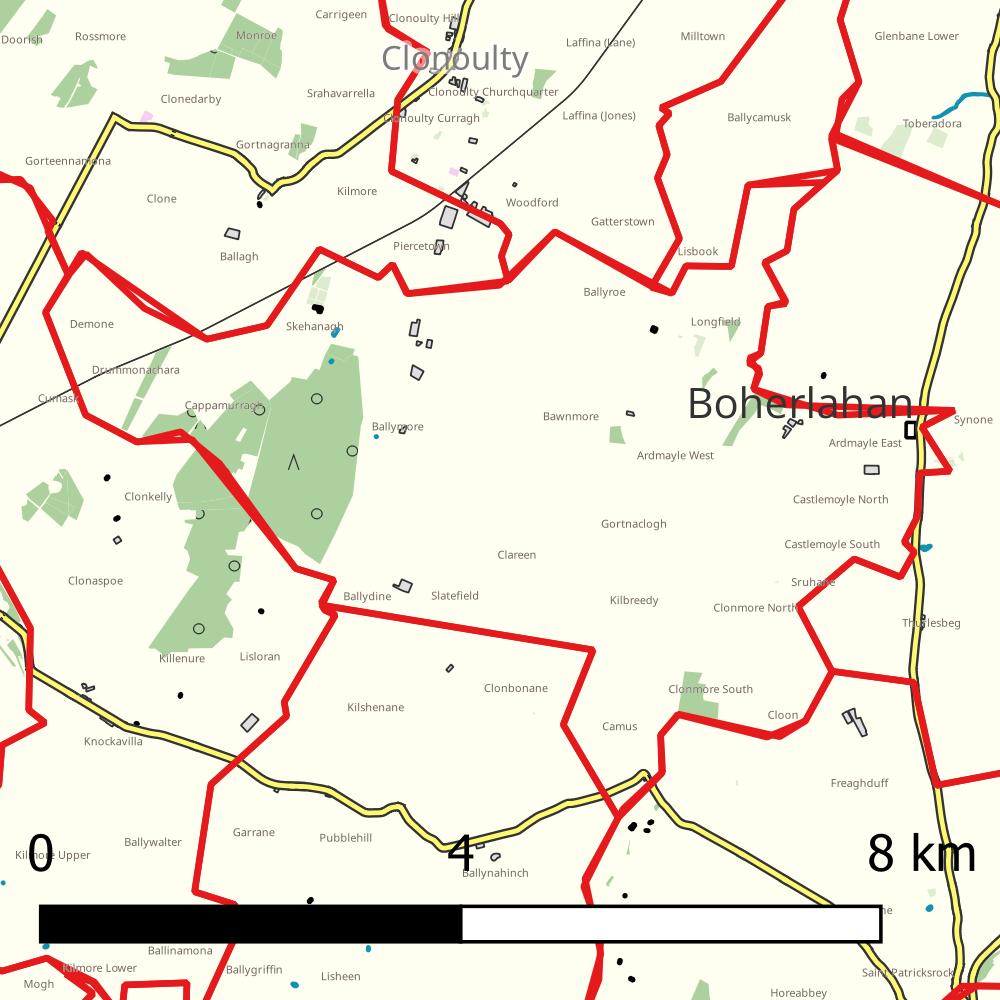 Carrigeen
Clonoulty Hill
Doorish
Rossmore
Monroe
Laffina (Lane)
Milltown
Glenbane Lower
Clonoulty
Clonedarby
Srahavarrella
Clonoulty Churchquarter
Clonoulty Curragh
Laffina (Jones)
Ballycamusk
Toberadora
Gortnagranna
Gorteennamona
Clone
Kilmore
Woodford
Gatterstown
Piercetown
Lisbook
Ballagh
Ballyroe
Demone
Skehanagh
Longfield
Drummonachara
Cumask
Cappamurragh
Boherlahan
Bawnmore
Synone
Ballymore
Ardmayle East
Ardmayle West
Clonkelly
Castlemoyle North
Gortnaclogh
Castlemoyle South
Clareen
Clonaspoe
Sruhane
Ballydine
Slatefield
Kilbreedy
Clonmore North
Thurlesbeg
Killenure
Lisloran
Clonbonane
Clonmore South
Kilshenane
Cloon
Camus
Knockavilla
Freaghduff
Garrane
Pubblehill
Ballywalter
Kilmore Upper
0
4
8 km
Ballynahinch
ne
Ballinamona
Kilmore Lower
Ballygriffin
Lisheen
Saint Patricksrock
Mogh
Horeabbey